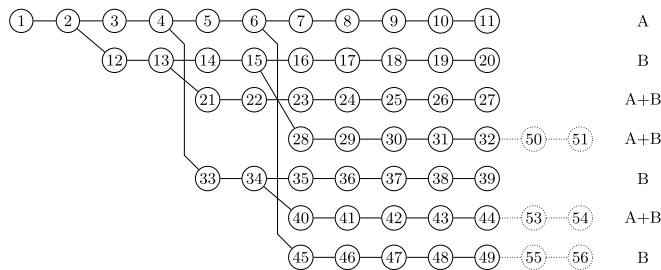 1 2 3 4 5 6 7 8 9 10 11 A
12 13 14 15 16 17 18 19 20 B
21 22 23 24 25 26 27 A+B
28 29 30 31 32 50 51 A+B
33 34 35 36 37 38 39 B
40 41 42 43 44 53 54 A+B
45 46 47 48 49 55 56 B